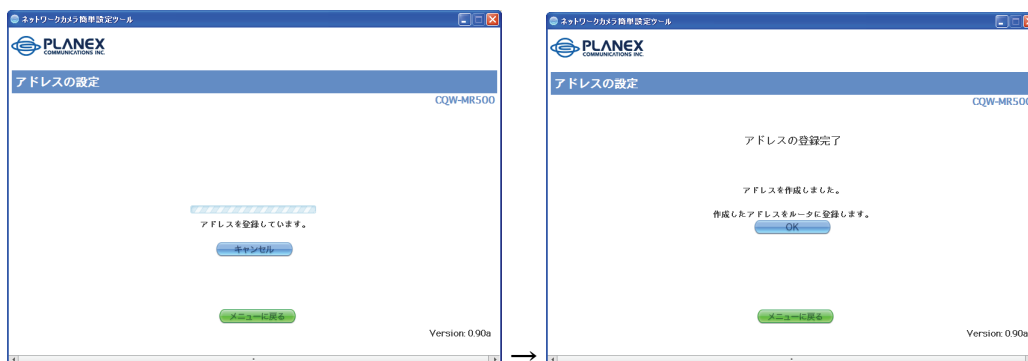 ネットワークカメラ簡単設定ツール
PLANEX
COMMUNICATIONS INC.
アドレスの設定
CQW-MR500
アドレスを登録しています。
キャンセル
メニューに戻る
Version: 0.90a
→
ネットワークカメラ簡単設定ツール
PLANEX
COMMUNICATIONS INC.
アドレスの設定
CQW-MR500
アドレスの登録完了
アドレスを作成しました。
作成したアドレスをルータに登録します。
OK
メニューに戻る
Version: 0.90a